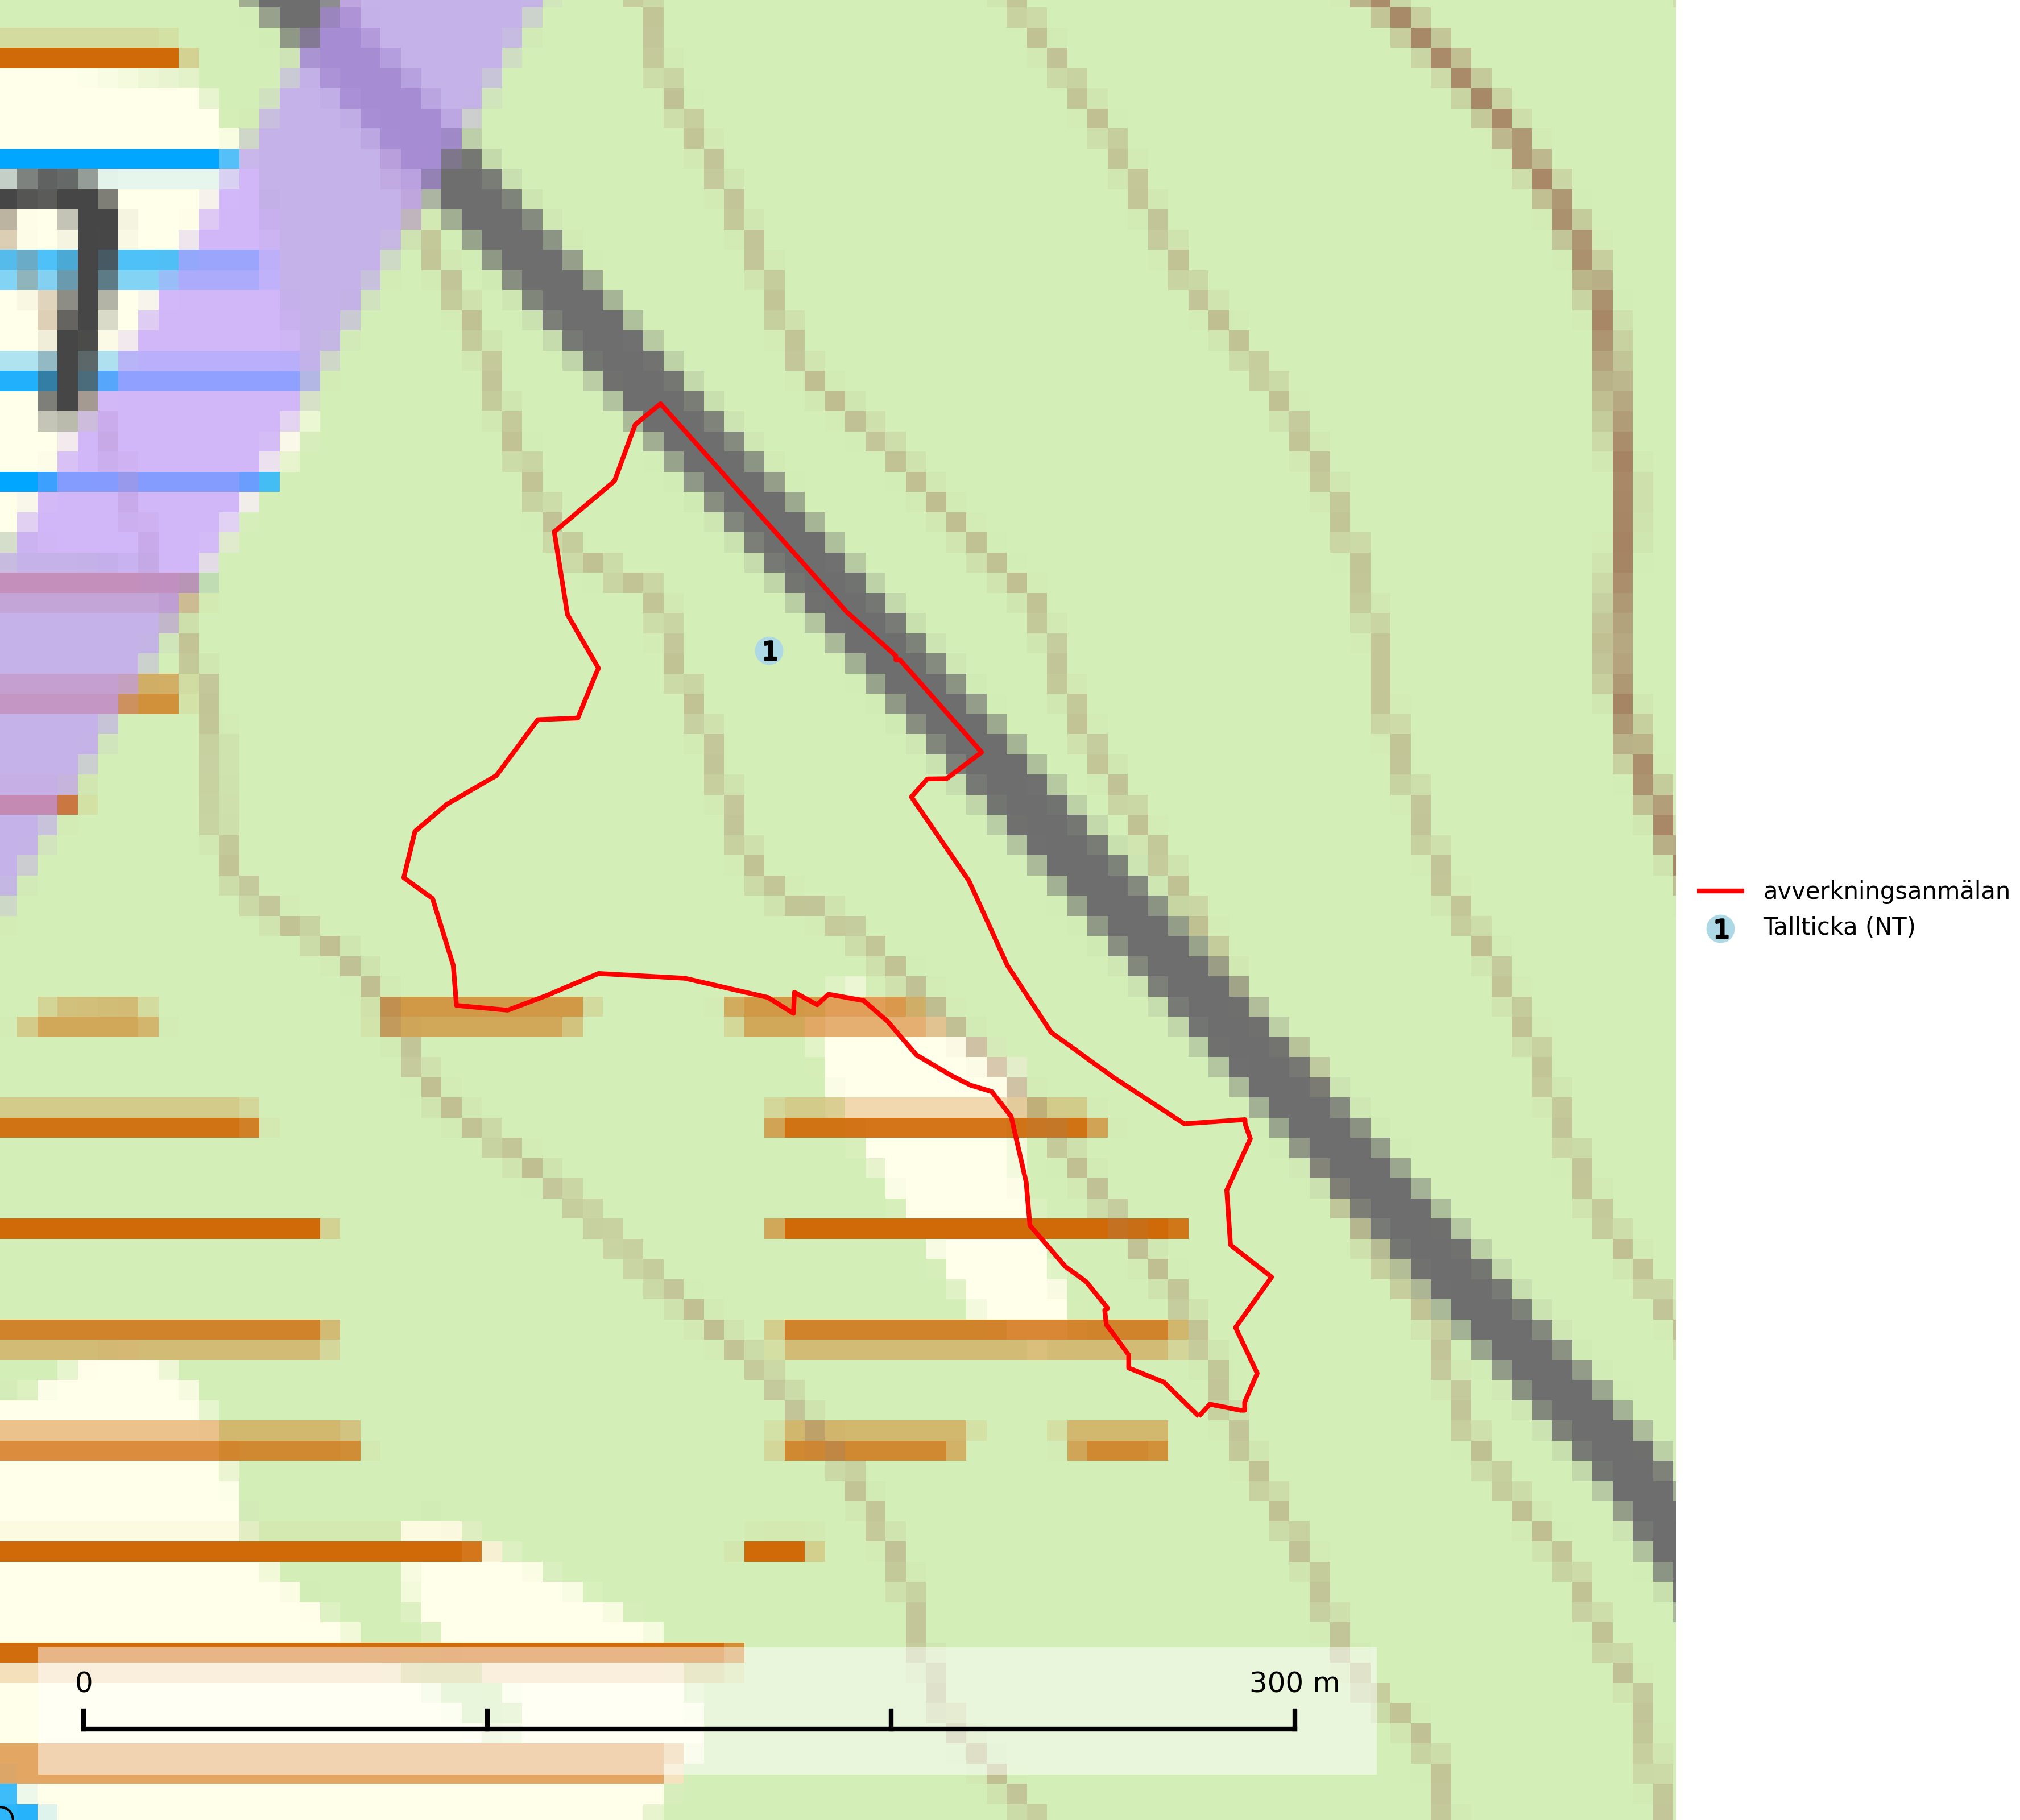 1
avverkningsanmälan
1 Tallticka (NT)
0 300 m